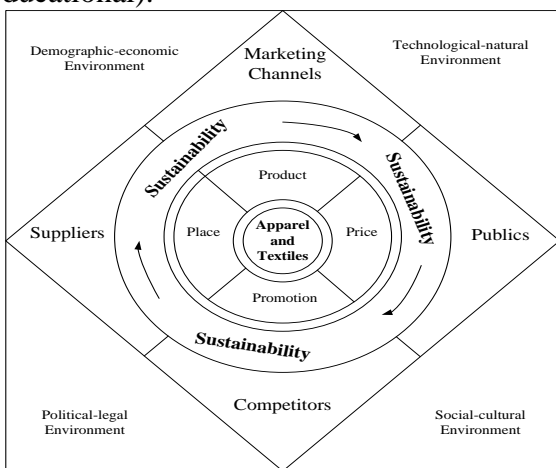 ducational).
Demographic-economic
Environment
Marketing
Channels
Technological-natural
Environment
Sustainability
Sustainability
Product
Suppliers
Place
Apparel
and
Textiles
Price
Publics
Promotion
Sustainability
Competitors
Political-legal
Environment
Social-cultural
Environment